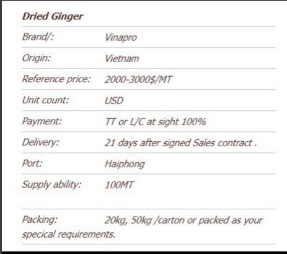 Dried Ginger
Brand/: Vinapro
Origin: Vietnam
Reference price: 2000-3000$/MT
Unit count: USD
Payment: TT or L/C at sight 100%
Delivery: 21 days after signed Sales contract .
Port: Haiphong
Supply ability: 100MT
Packing: 20kg, 50kg /carton or packed as your
specical requirements.